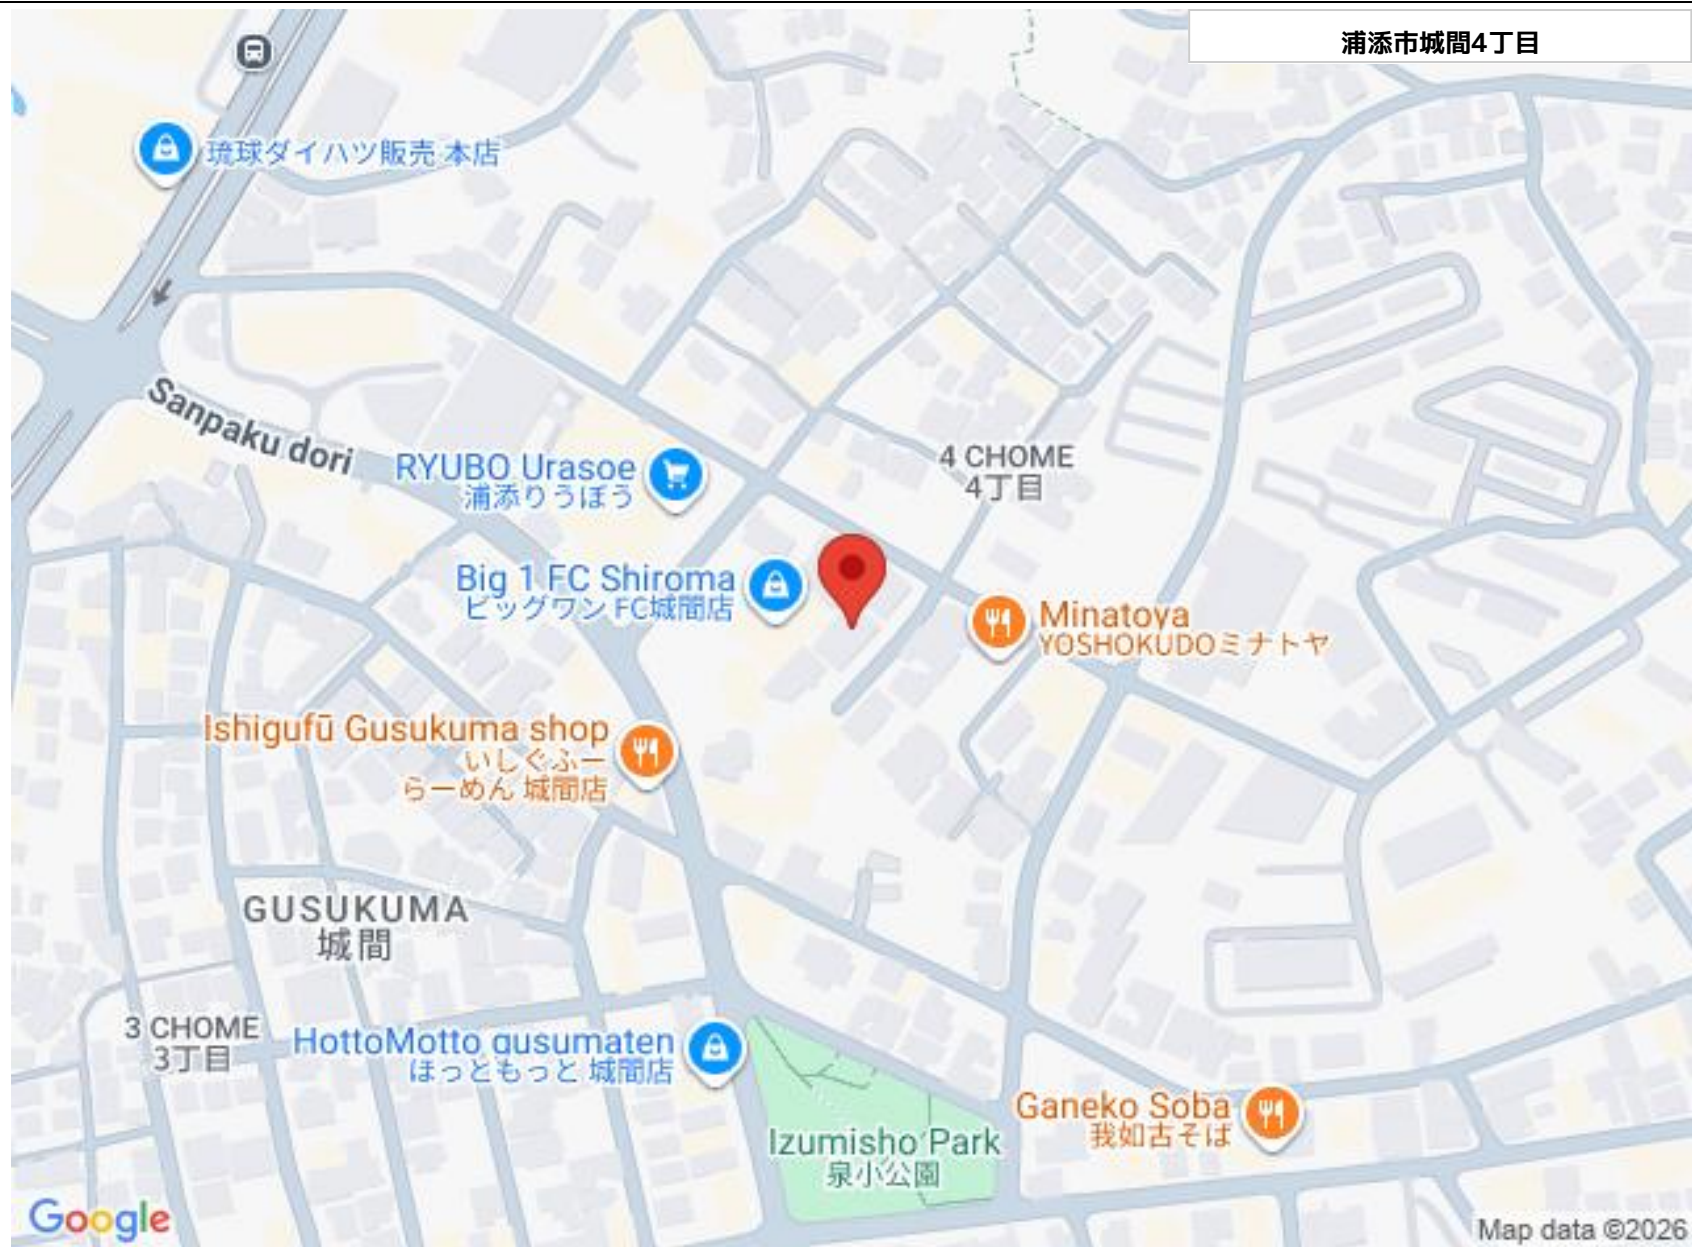 浦添市城間4丁目
琉球ダイハツ販売 本店
Sanpaku dori
RYUBO Urasoe
浦添りうぼう
4 CHOME
4丁目
Big 1 FC Shiroma
ビッグワン FC城間店
Minatoya
YOSHOKUDOミナトヤ
Ishigufū Gusukuma shop
いしぐふー
らーめん 城間店
GUSUKUMA
城間
3 CHOME
3丁目
HottoMotto gusumaten
ほっともっと 城間店
Ganeko Soba
我如古そば
Izumisho Park
泉小公園
Google
Map data ©2026